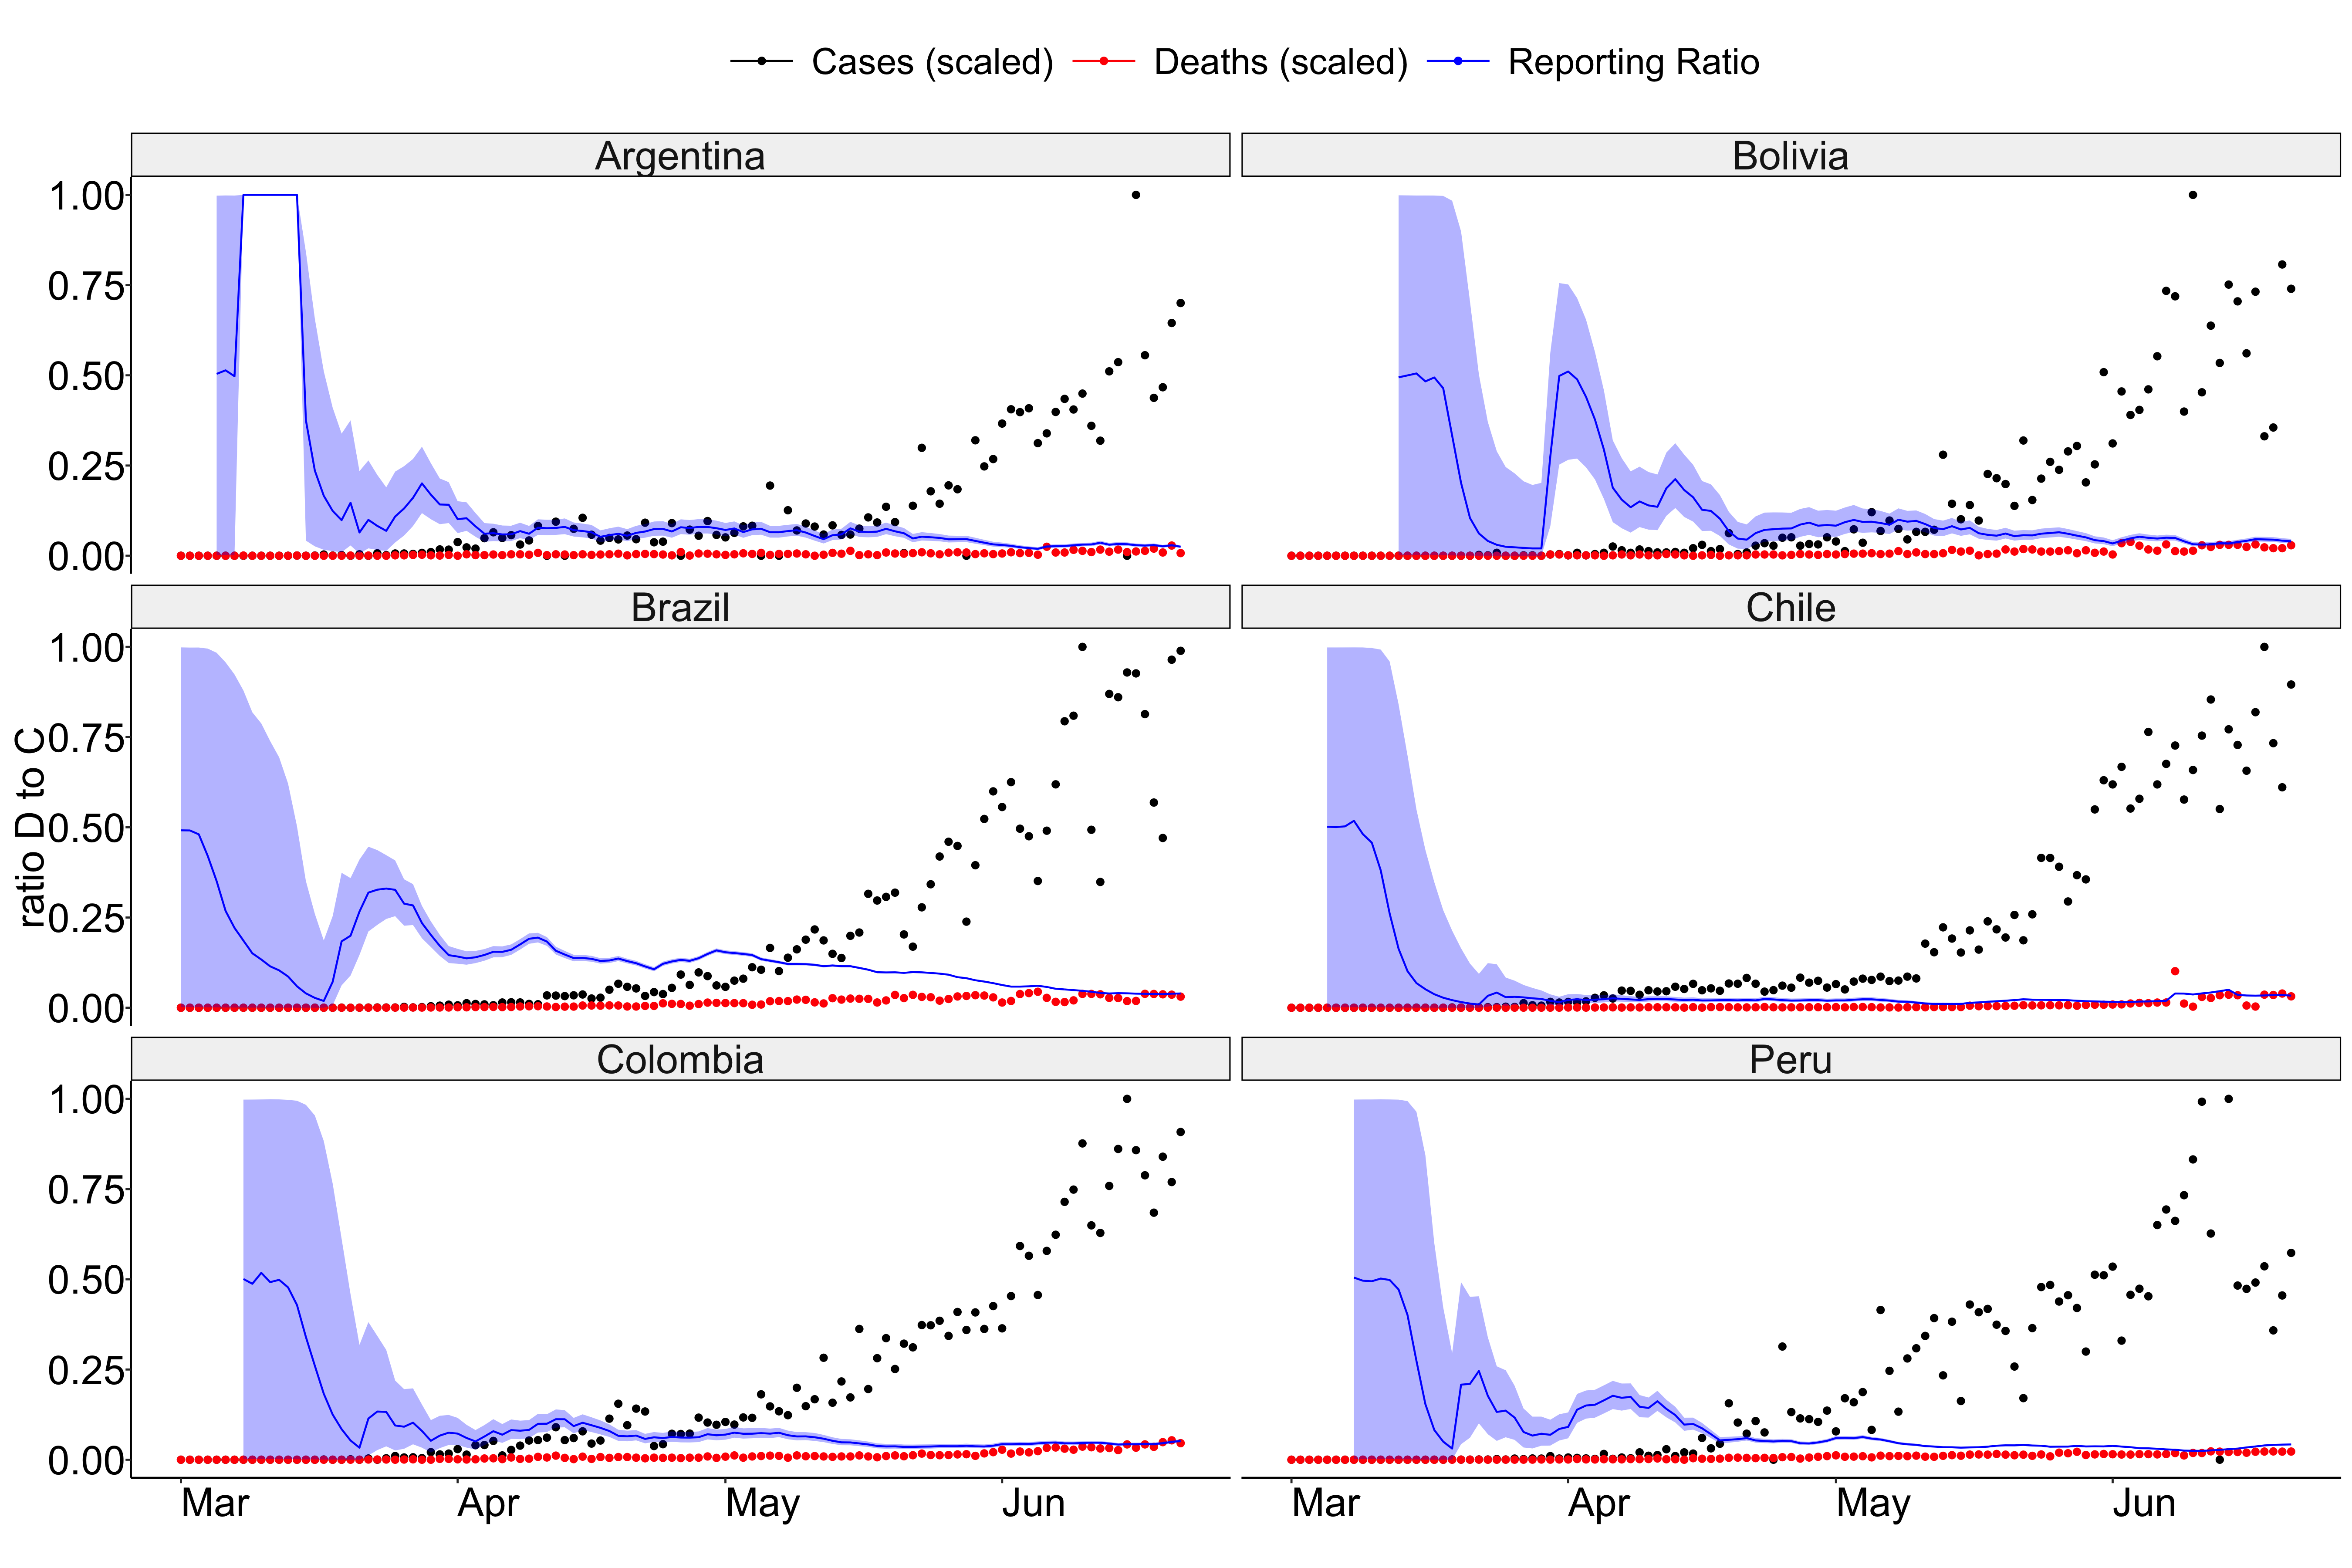 Cases (scaled) Deaths (scaled) Reporting Ratio
Argentina Bolivia
1.00
0.75
0.50
0.25
0.00
Brazil Chile
1.00
0.75
0.50
0.25
0.00
ratio D to C
Colombia Peru
1.00
0.75
0.50
0.25
0.00
Mar Apr May Jun Mar Apr May Jun